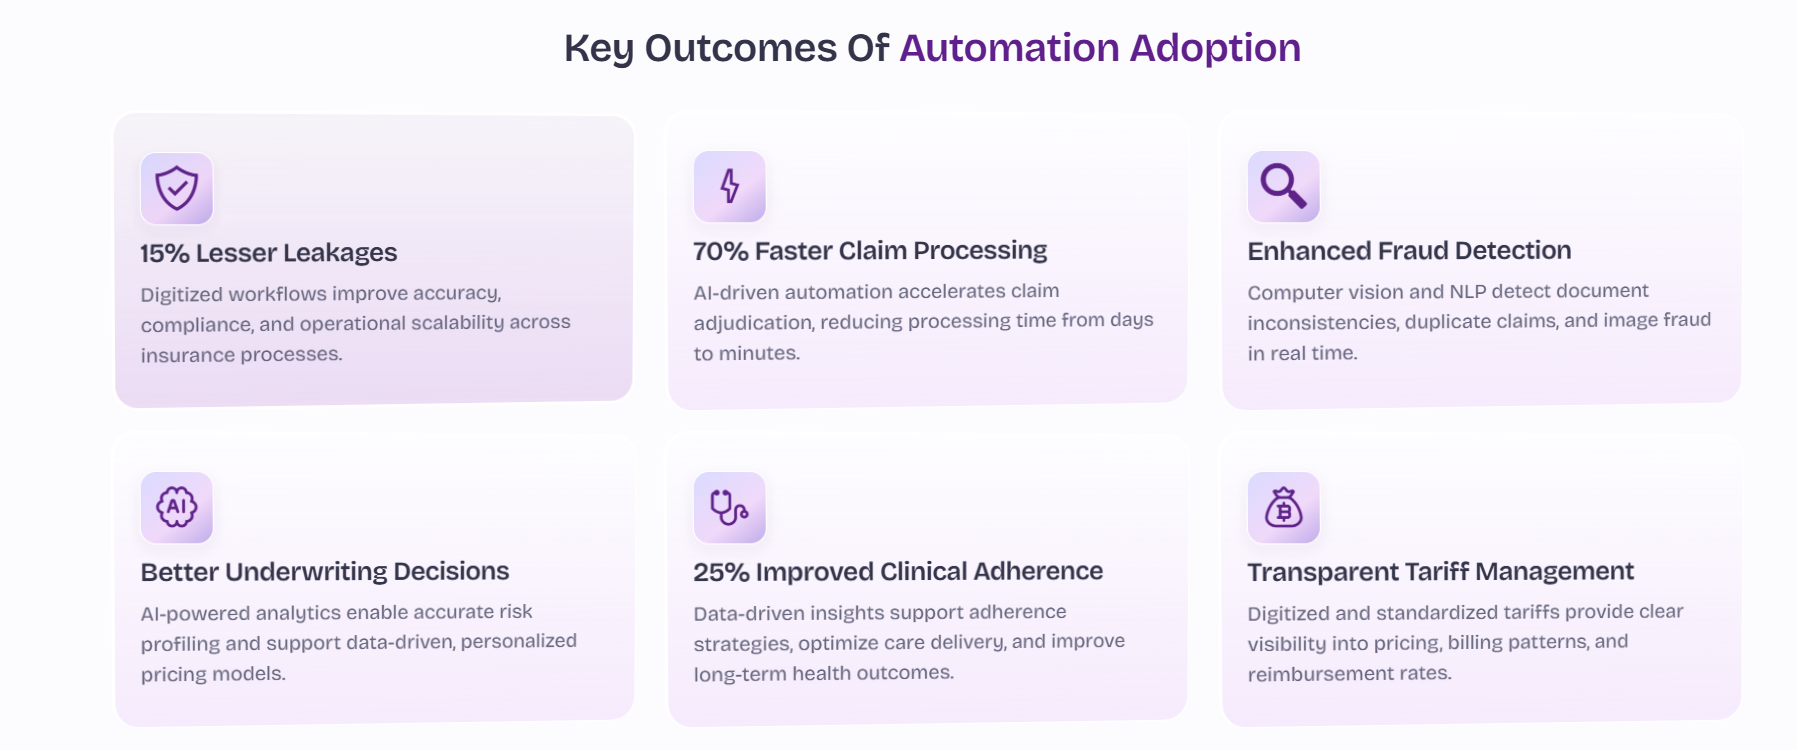 Key Outcomes Of Automation Adoption
15% Lesser Leakages
Digitized workflows improve accuracy,
compliance, and operational scalability across
insurance processes.
70% Faster Claim Processing
AI-driven automation accelerates claim
adjudication, reducing processing time from days
to minutes.
Enhanced Fraud Detection
Computer vision and NLP detect document
inconsistencies, duplicate claims, and image fraud
in real time.
AI
Better Underwriting Decisions
AI-powered analytics enable accurate risk
profiling and support data-driven, personalized
pricing models.
25% Improved Clinical Adherence
Data-driven insights support adherence
strategies, optimize care delivery, and improve
long-term health outcomes.
Transparent Tariff Management
Digitized and standardized tariffs provide clear
visibility into pricing, billing patterns, and
reimbursement rates.